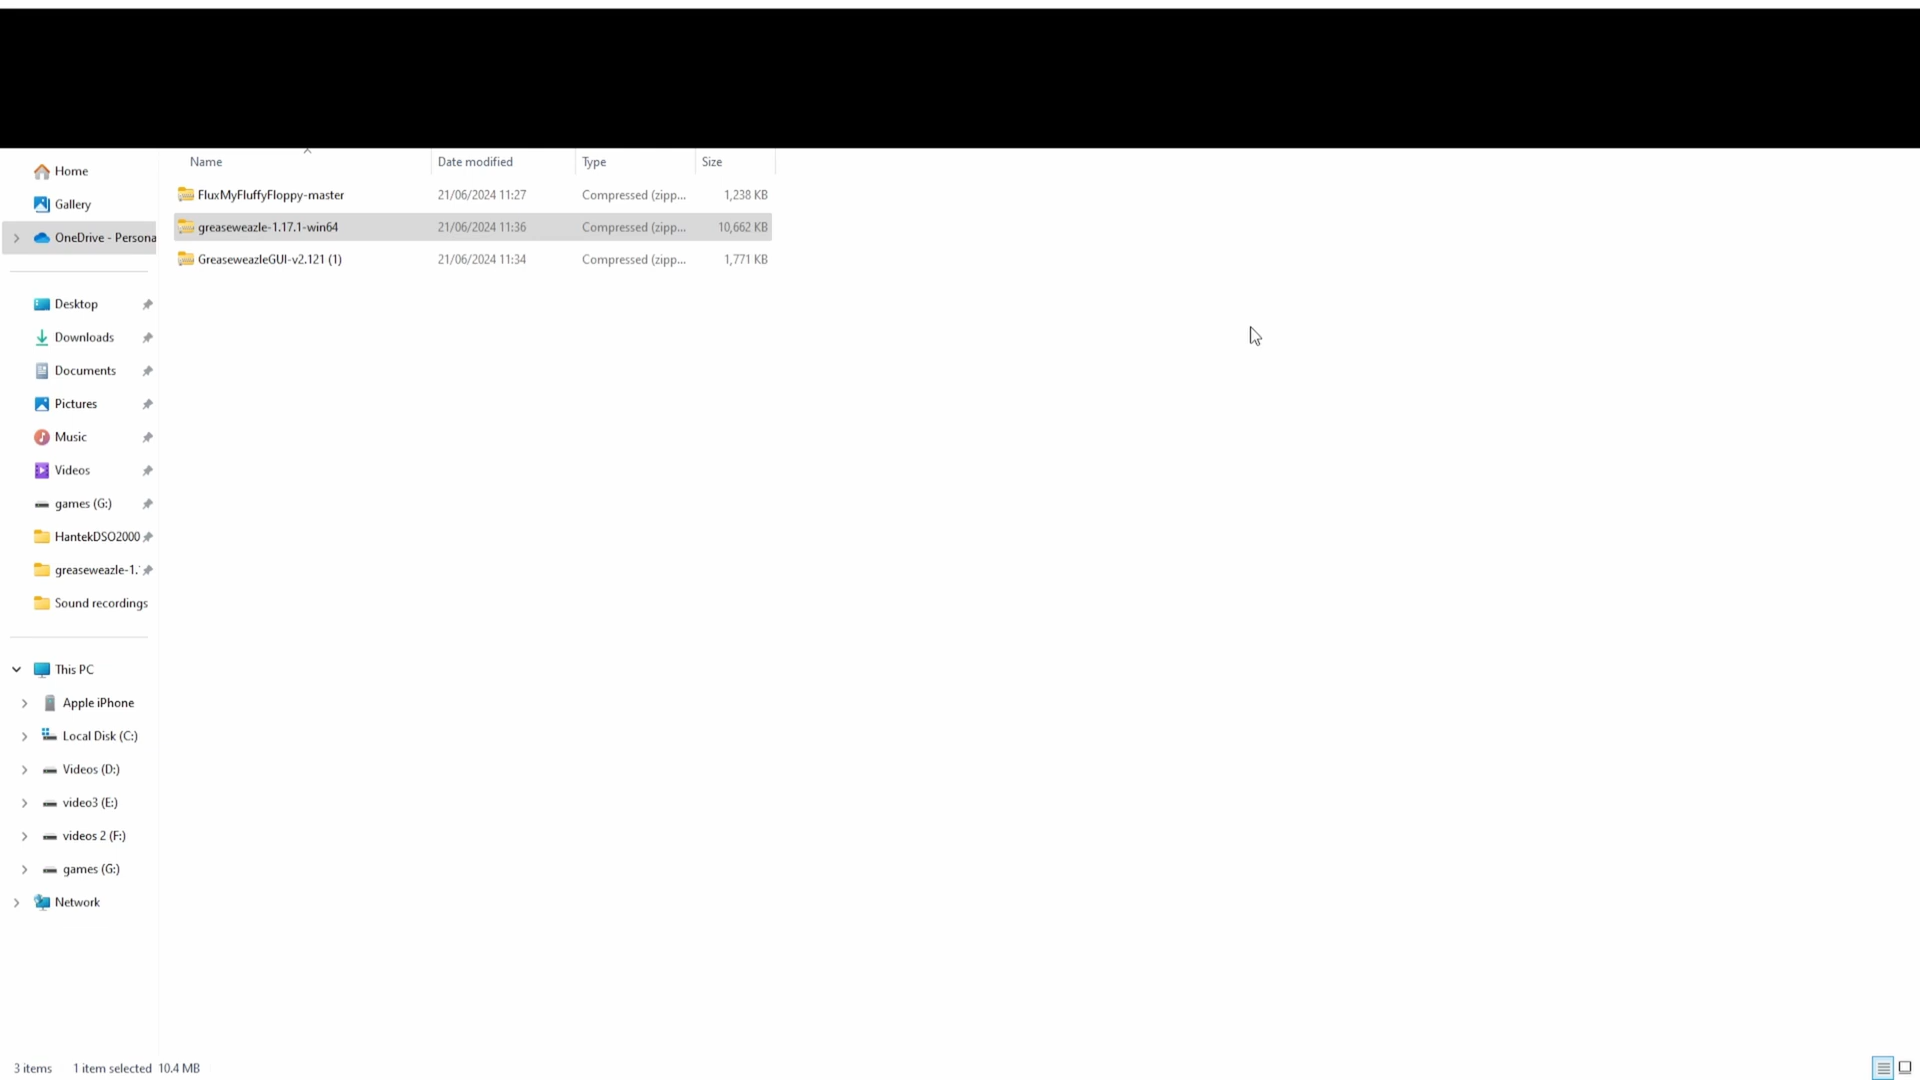 Name Date modified Type Size
Home
Gallery
OneDrive - Persona
FluxMyFluffyFloppy-master 21/06/2024 11:27 Compressed (zipp... 1,238 KB
greaseweazle-1.17.1-win64 21/06/2024 11:36 Compressed (zipp... 10,662 KB
GreaseweazleGUI-v2.121 (1) 21/06/2024 11:34 Compressed (zipp... 1,771 KB
Desktop
Downloads
Documents
Pictures
Music
Videos
games (G:)
HantekDSO2000
greaseweazle-1.
Sound recordings
This PC
Apple iPhone
Local Disk (C:)
Videos (D:)
video3 (E:)
videos 2 (F:)
games (G:)
Network
3 items 1 item selected 10.4 MB